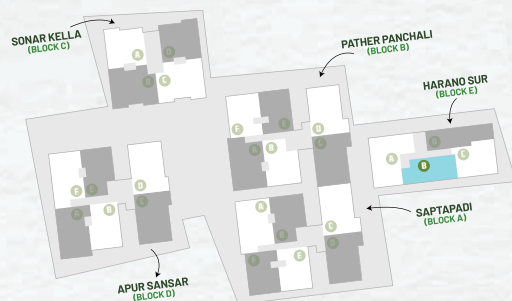 SONAR KELLA
(BLOCK C)
PATHER PANCHALI
(BLOCK B)
HARANO SUR
(BLOCK E)
A
D
B
C
F
E
D
A
B
C
A
D
C
B
F
E
D
A
B
C
A
D
C
B
F
E
SAPTAPADI
(BLOCK A)
APUR SANSAR
(BLOCK D)